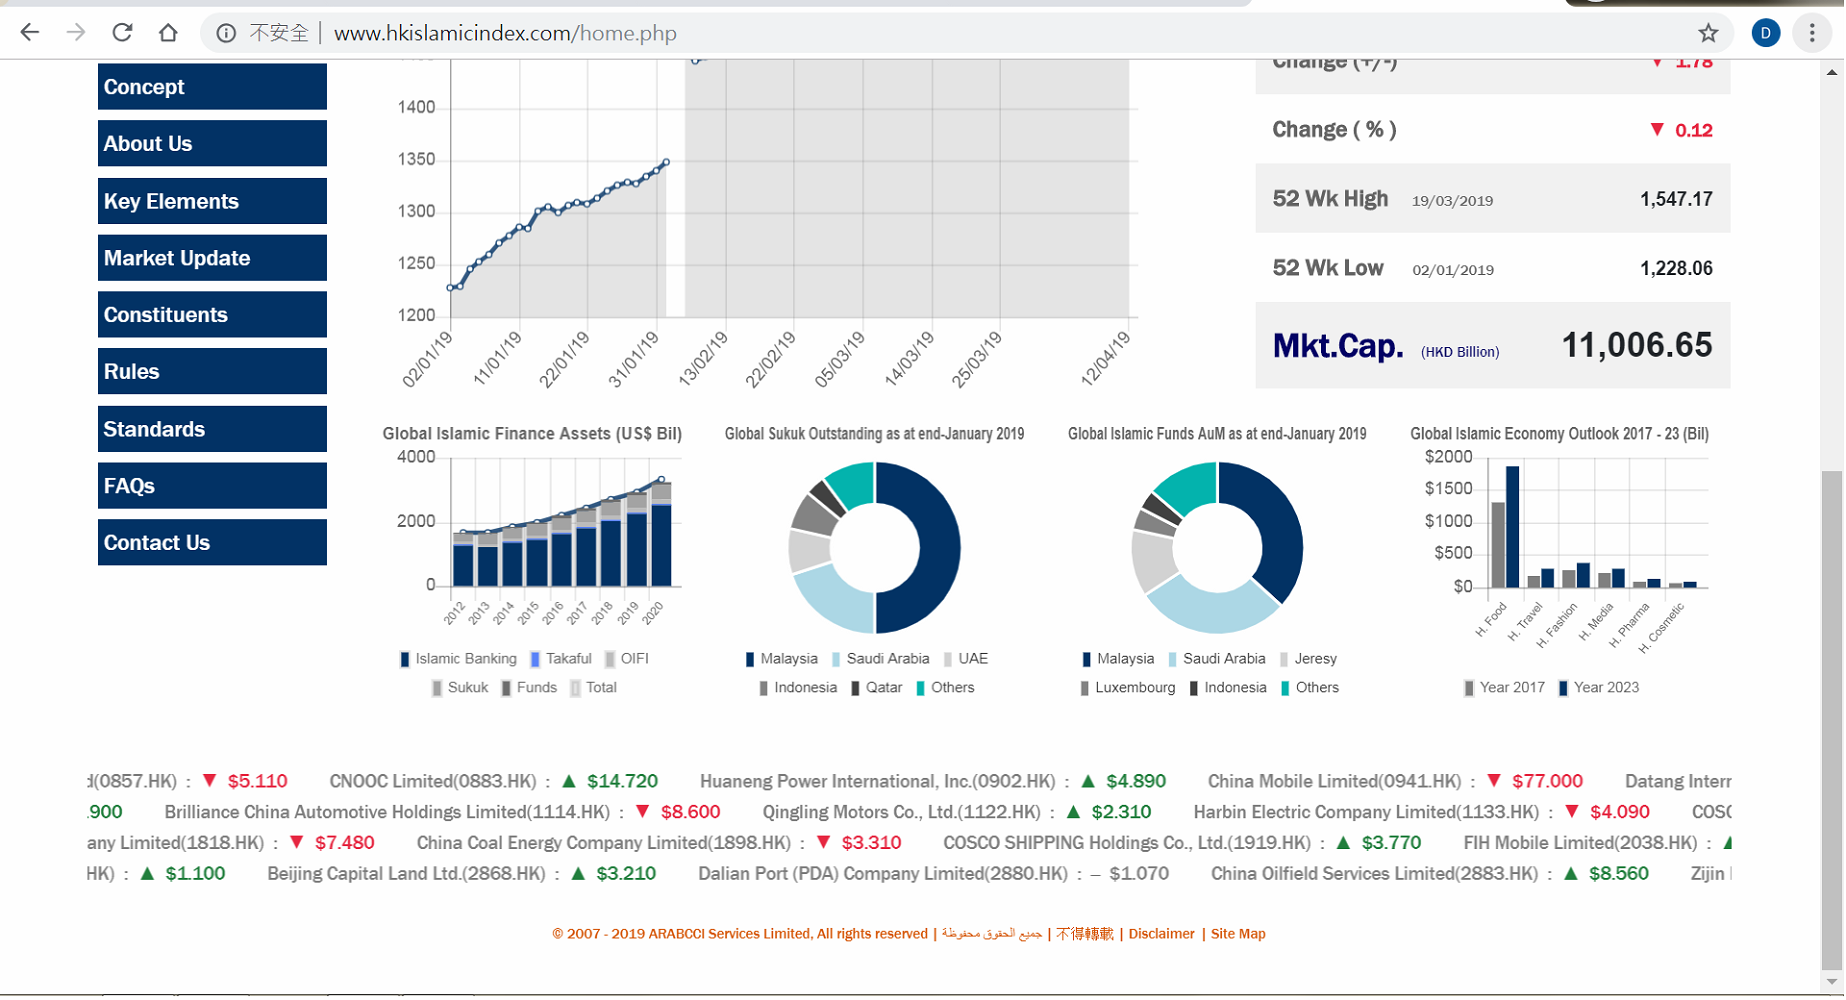 不安全 | www.hkislamicindex.com/home.php
D
Concept
About Us
Key Elements
Market Update
Constituents
Rules
Standards
FAQs
Contact Us
1400
1350
1300
1250
1200
02/01/19
11/01/19
22/01/19
31/01/19
13/02/19
22/02/19
05/03/19
14/03/19
25/03/19
12/04/19
Change (+/-) ▼ 1.78
Change ( % ) ▼ 0.12
52 Wk High 19/03/2019 1,547.17
52 Wk Low 02/01/2019 1,228.06
Mkt.Cap. (HKD Billion) 11,006.65
Global Islamic Finance Assets (US$ Bil)
4000
2000
0
2012
2013
2014
2015
2016
2017
2018
2019
2020
Islamic Banking Takaful OIFI
Sukuk Funds Total
Global Sukuk Outstanding as at end-January 2019
Malaysia Saudi Arabia UAE
Indonesia Qatar Others
Global Islamic Funds AuM as at end-January 2019
Malaysia Saudi Arabia Jeresy
Luxembourg Indonesia Others
Global Islamic Economy Outlook 2017 - 23 (Bil)
$2000
$1500
$1000
$500
$0
H. Food
H. Travel
H. Fashion
H. Media
H. Pharma
H. Cosmetic
Year 2017 Year 2023
(0857.HK) : ▼ $5.110 CNOOC Limited(0883.HK) : ▲ $14.720 Huaneng Power International, Inc.(0902.HK) : ▲ $4.890 China Mobile Limited(0941.HK) : ▼ $77.000 Datang Interr
.900 Brilliance China Automotive Holdings Limited(1114.HK) : ▼ $8.600 Qingling Motors Co., Ltd.(1122.HK) : ▲ $2.310 Harbin Electric Company Limited(1133.HK) : ▼ $4.090 COSC
any Limited(1818.HK) : ▼ $7.480 China Coal Energy Company Limited(1898.HK) : ▼ $3.310 COSCO SHIPPING Holdings Co., Ltd.(1919.HK) : ▲ $3.770 FIH Mobile Limited(2038.HK) : ▲
HK) : ▲ $1.100 Beijing Capital Land Ltd.(2868.HK) : ▲ $3.210 Dalian Port (PDA) Company Limited(2880.HK) : – $1.070 China Oilfield Services Limited(2883.HK) : ▲ $8.560 Zijin
© 2007 - 2019 ARABCCI Services Limited, All rights reserved | جميع الحقوق محفوظة | 不得轉載 | Disclaimer | Site Map